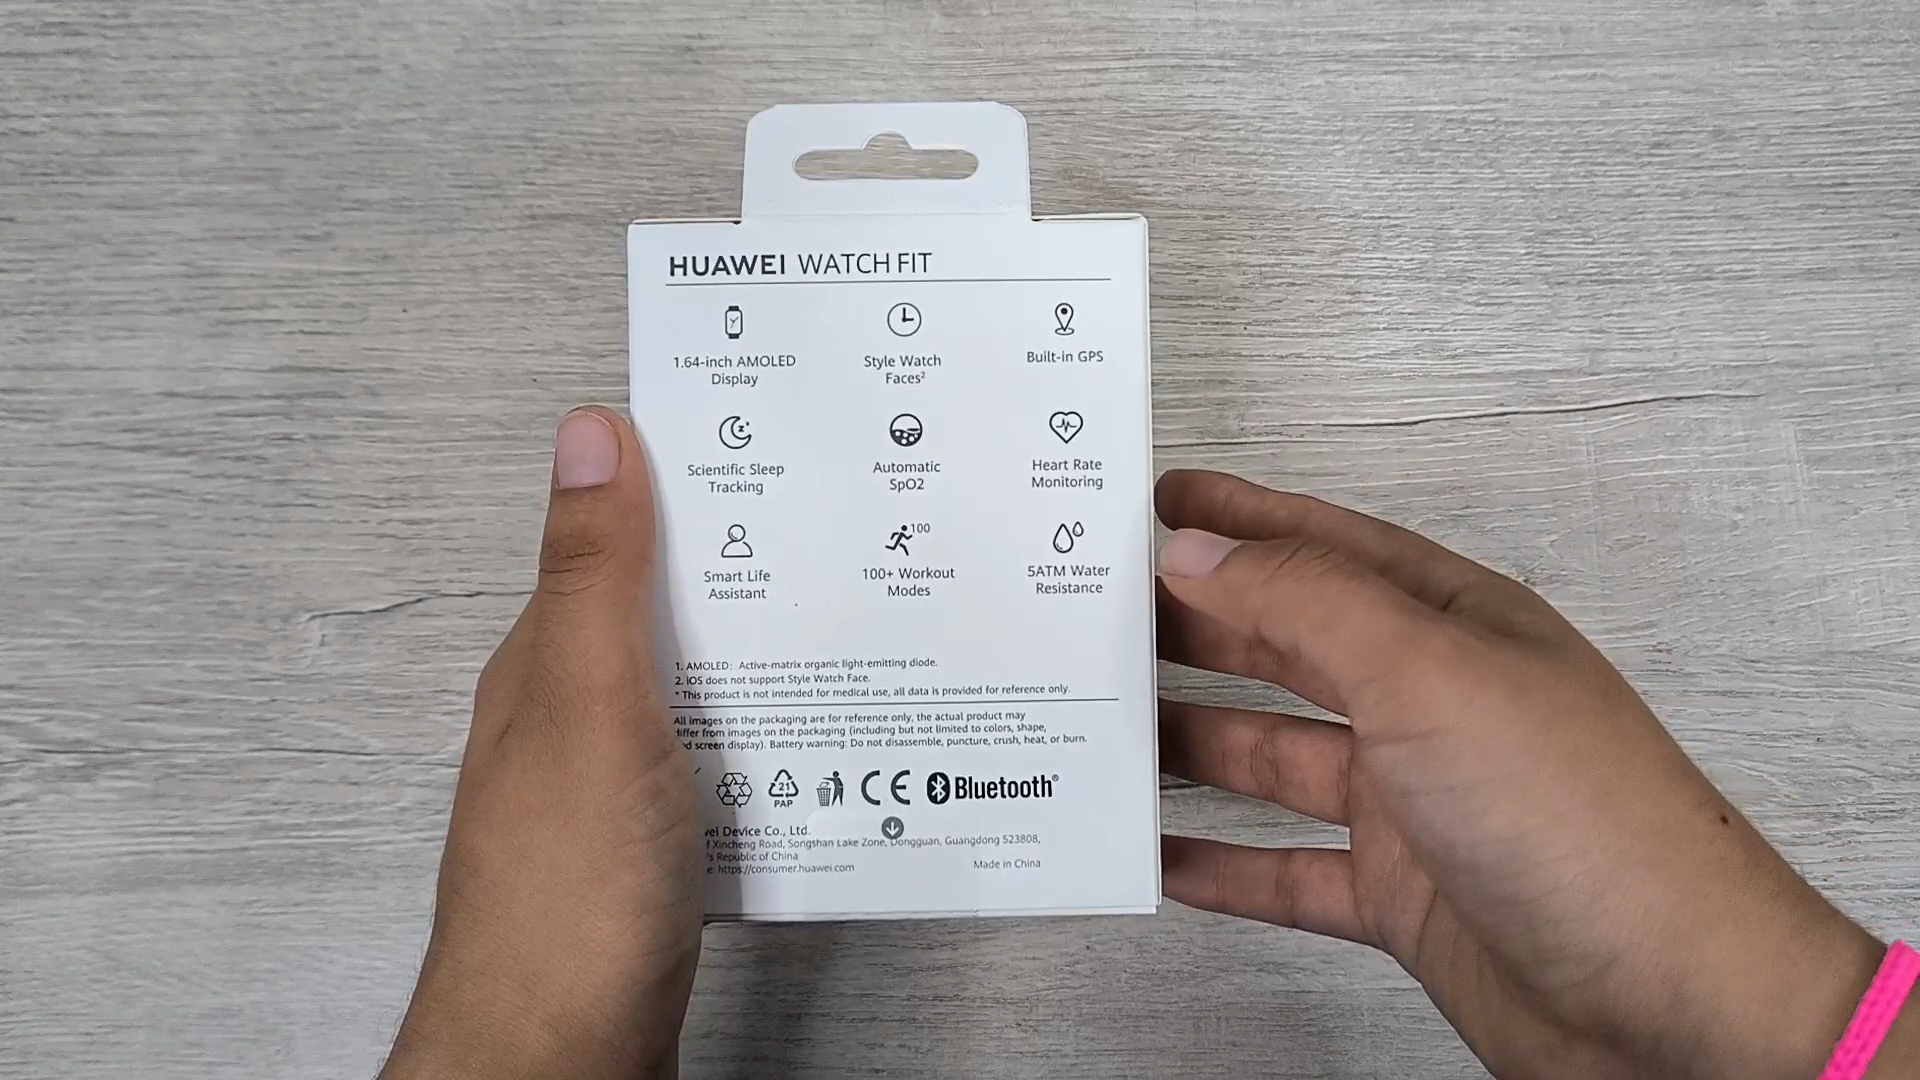 HUAWEI WATCH FIT
1.64-inch AMOLED
Display
Style Watch
Faces²
Built-in GPS
Scientific Sleep
Tracking
Automatic
SpO2
Heart Rate
Monitoring
Smart Life
Assistant
100
100+ Workout
Modes
5ATM Water
Resistance
1. AMOLED: Active-matrix organic light-emitting diode.
2. iOS does not support Style Watch Face.
* This product is not intended for medical use, all data is provided for reference only.
All images on the packaging are for reference only, the actual product may
differ from images on the packaging (including but not limited to colors, shape,
screen display). Battery warning: Do not disassemble, puncture, crush, heat, or burn.
21
PAP
CE
Bluetooth®
Device Co., Ltd.
Xincheng Road, Songshan Lake Zone, Dongguan, Guangdong 523808,
's Republic of China
https://consumer.huawei.com
Made in China